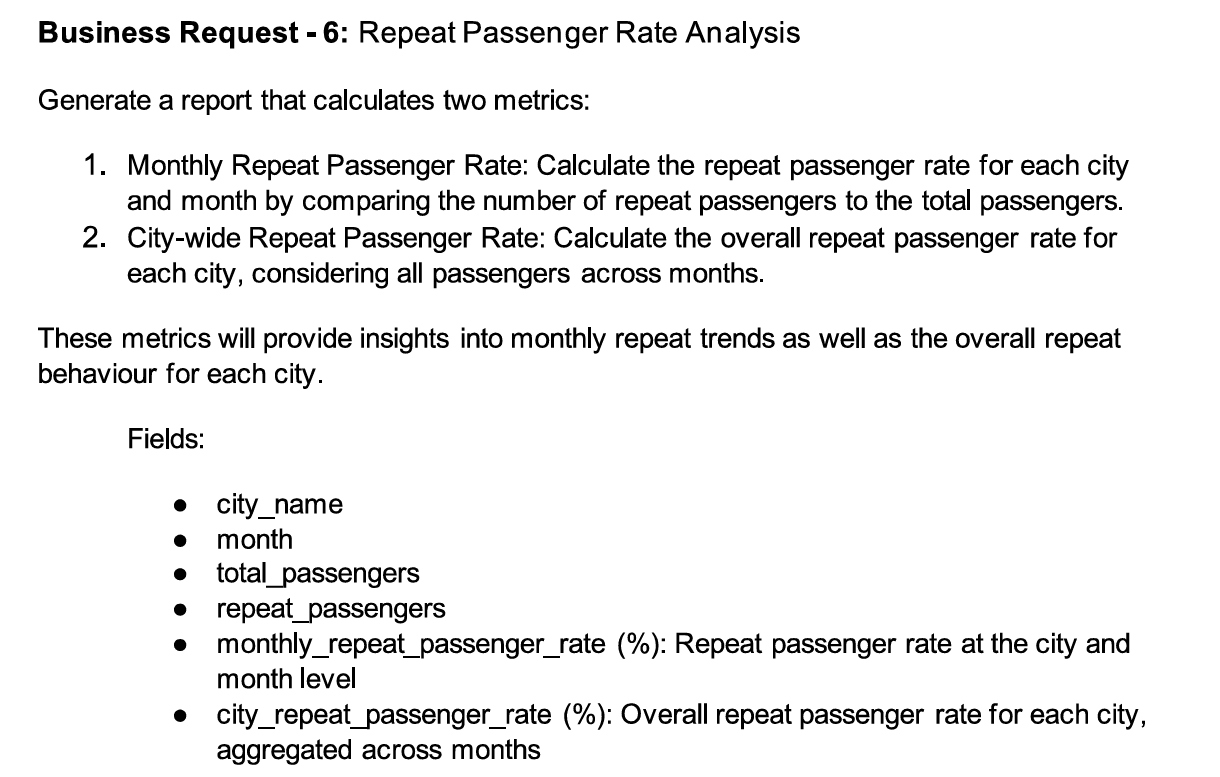 Business Request - 6: Repeat Passenger Rate Analysis
Generate a report that calculates two metrics:
1. Monthly Repeat Passenger Rate: Calculate the repeat passenger rate for each city
and month by comparing the number of repeat passengers to the total passengers.
2. City-wide Repeat Passenger Rate: Calculate the overall repeat passenger rate for
each city, considering all passengers across months.
These metrics will provide insights into monthly repeat trends as well as the overall repeat
behaviour for each city.
Fields:
● city_name
● month
● total_passengers
● repeat_passengers
● monthly_repeat_passenger_rate (%): Repeat passenger rate at the city and
month level
● city_repeat_passenger_rate (%): Overall repeat passenger rate for each city,
aggregated across months